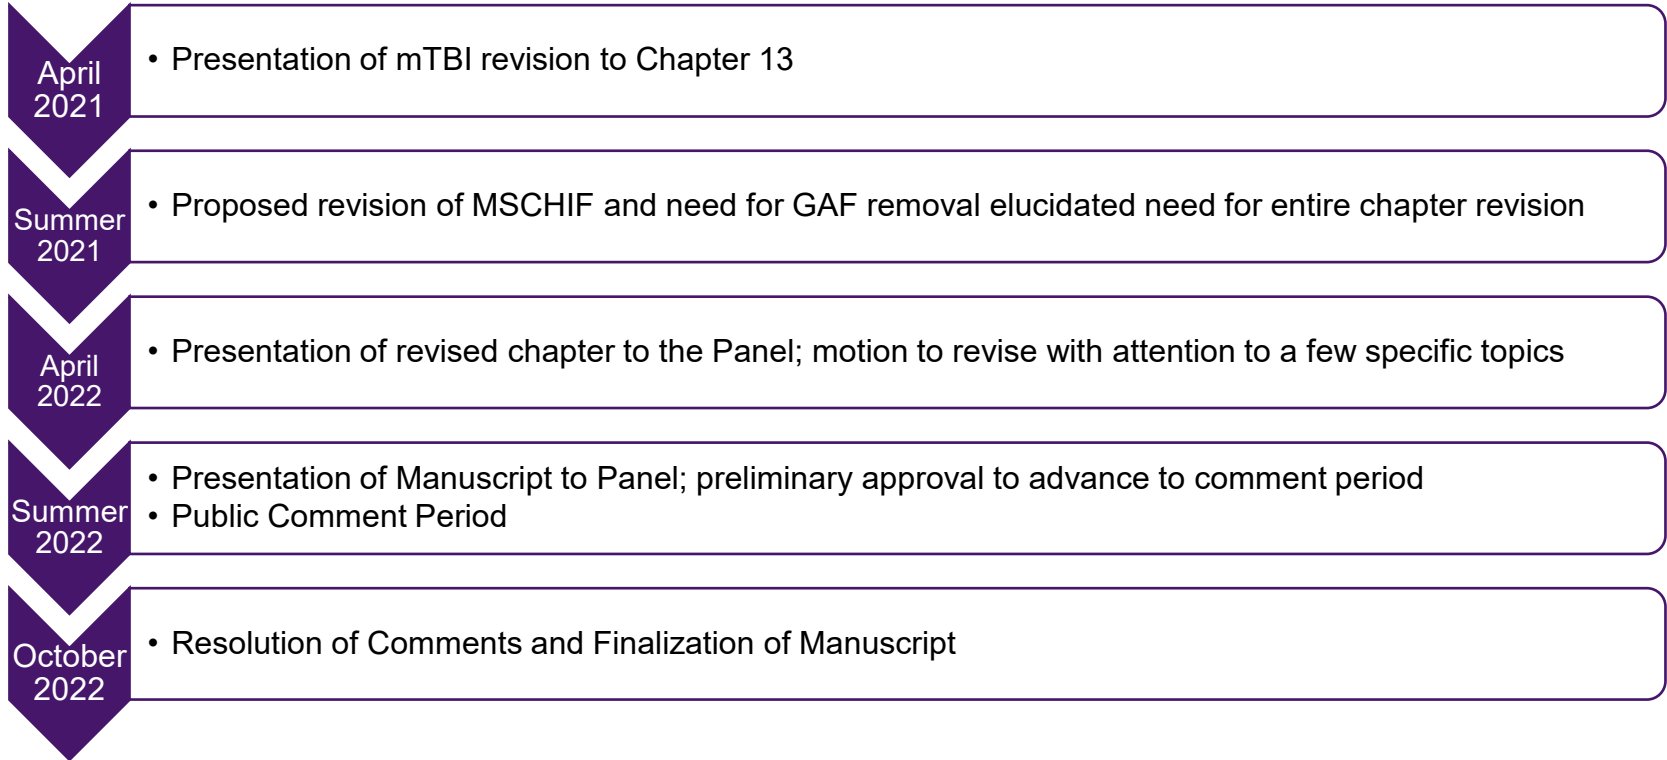 April
2021
• Presentation of mTBI revision to Chapter 13
Summer
2021
• Proposed revision of MSCHIF and need for GAF removal elucidated need for entire chapter revision
April
2022
• Presentation of revised chapter to the Panel; motion to revise with attention to a few specific topics
Summer
2022
• Presentation of Manuscript to Panel; preliminary approval to advance to comment period
• Public Comment Period
October
2022
• Resolution of Comments and Finalization of Manuscript